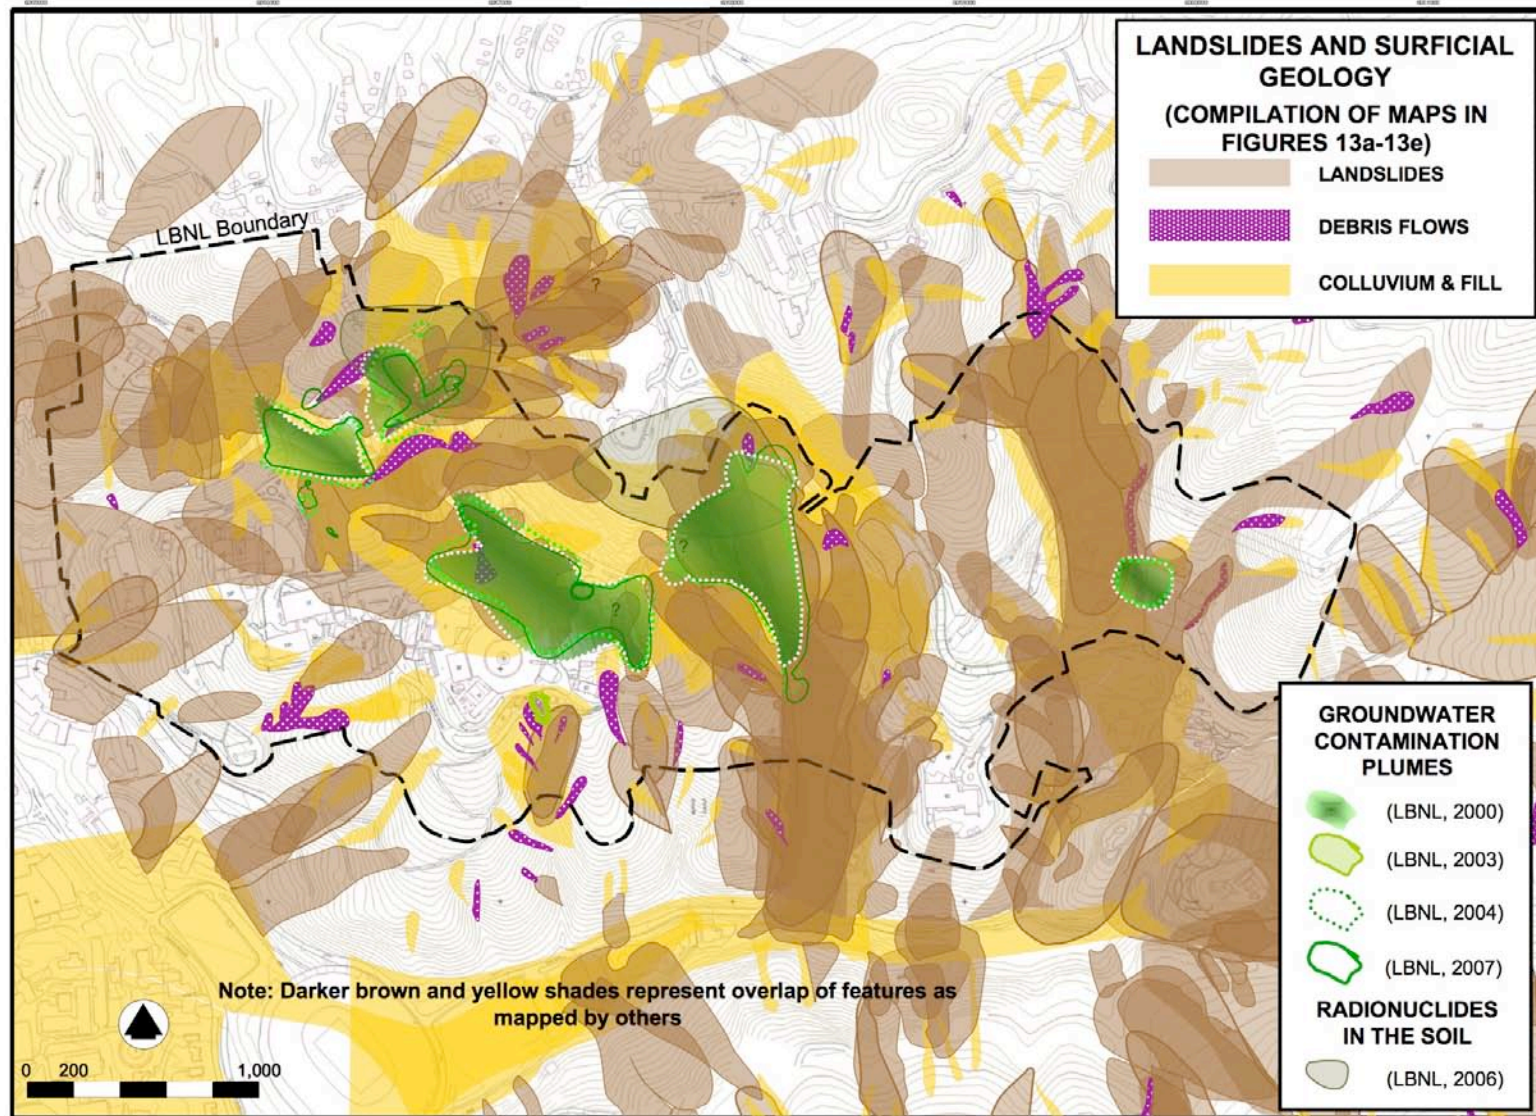 LANDSLIDES AND SURFICIAL
GEOLOGY
(COMPILATION OF MAPS IN
FIGURES 13a-13e)
LANDSLIDES
DEBRIS FLOWS
COLLUVIUM & FILL
LBNL Boundary
?
?
?
GROUNDWATER
CONTAMINATION
PLUMES
(LBNL, 2000)
(LBNL, 2003)
(LBNL, 2004)
(LBNL, 2007)
RADIONUCLIDES
IN THE SOIL
(LBNL, 2006)
Note: Darker brown and yellow shades represent overlap of features as
mapped by others
0 200 1,000